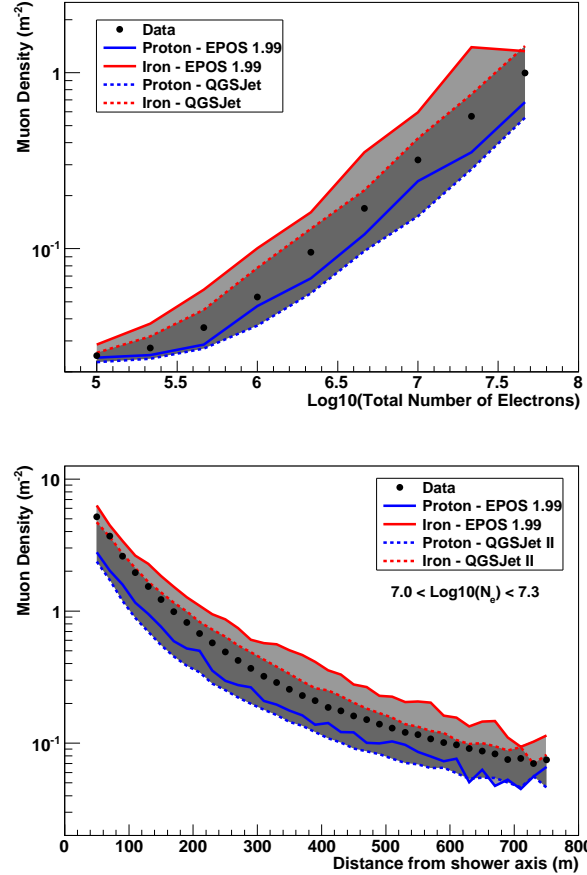 Muon Density (m-2)
Data
Proton - EPOS 1.99
Iron - EPOS 1.99
Proton - QGSJet
Iron - QGSJet
1
10-1
5 5.5 6 6.5 7 7.5 8
Log10(Total Number of Electrons)
Muon Density (m-2)
Data
Proton - EPOS 1.99
Iron - EPOS 1.99
Proton - QGSJet II
Iron - QGSJet II
7.0 < Log10(Ne) < 7.3
10
1
10-1
0 100 200 300 400 500 600 700 800
Distance from shower axis (m)